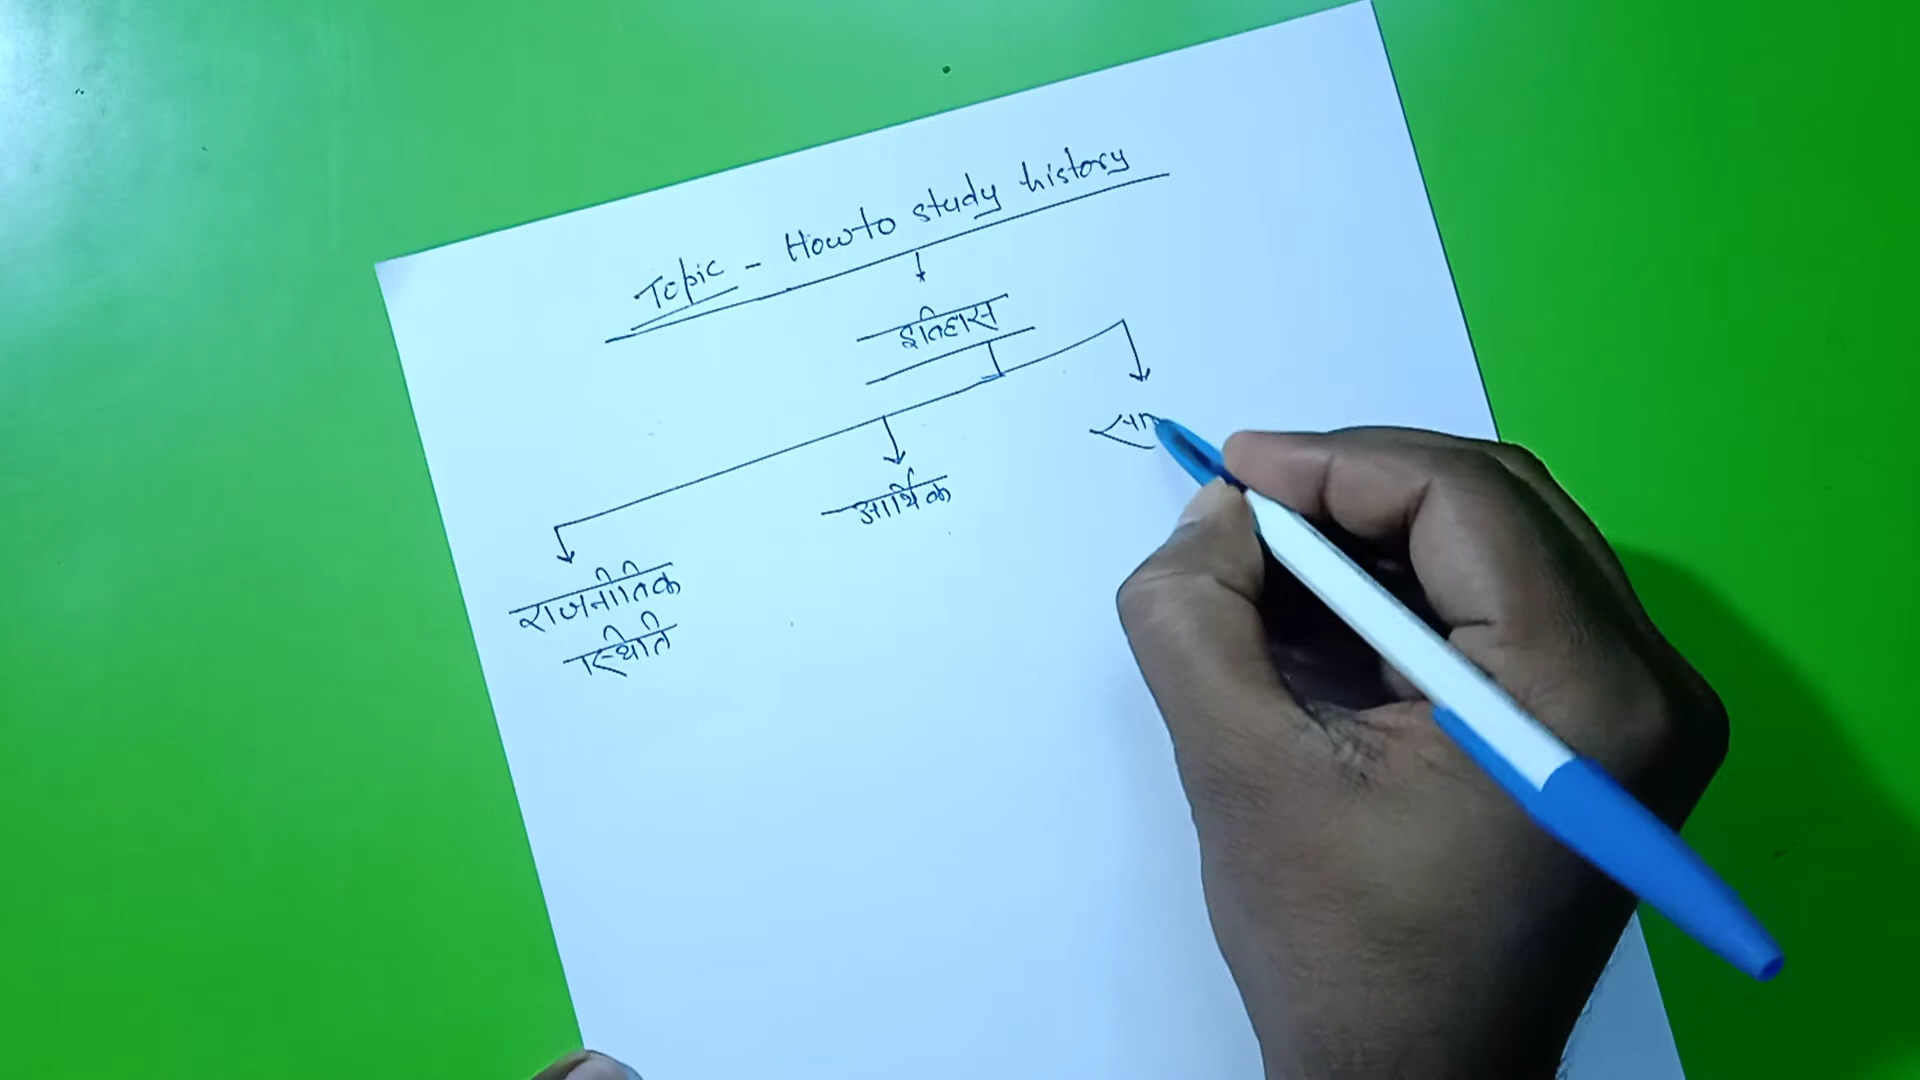 Topic - How to study history
इतिहास
राजनीतिक
स्थिति
आर्थिक
सा